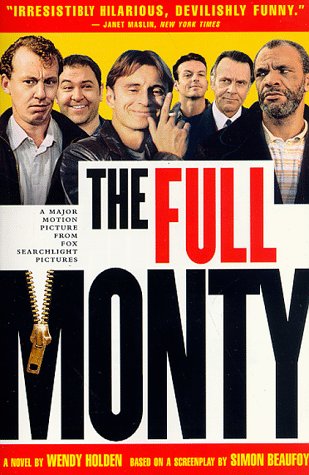 "IRRESISTIBLY HILARIOUS, DEVILISHLY FUNNY."
— JANET MASLIN, NEW YORK TIMES
THE FULL
A MAJOR
MOTION
PICTURE
FROM
FOX
SEARCHLIGHT
PICTURES
MONTY
A NOVEL BY WENDY HOLDEN BASED ON A SCREENPLAY BY SIMON BEAUFOY